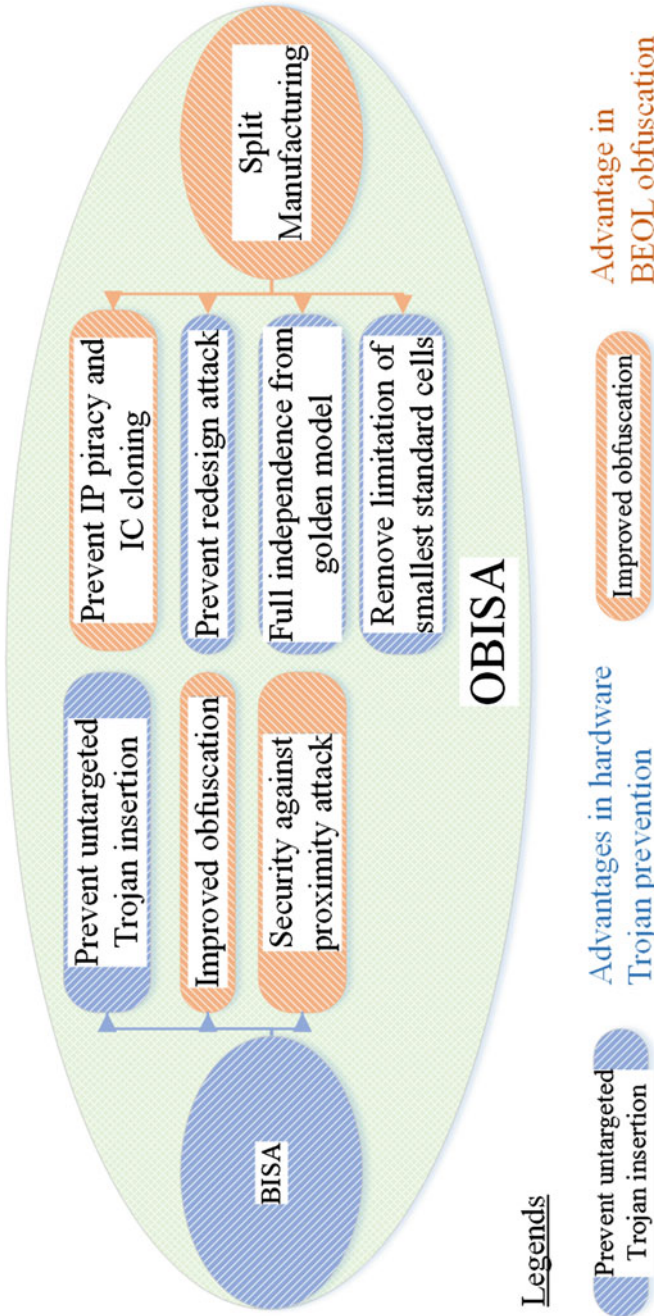 BISA
Prevent untargeted
Trojan insertion
Improved obfuscation
Security against
proximity attack
Prevent IP piracy and
IC cloning
Prevent redesign attack
Full independence from
golden model
Remove limitation of
smallest standard cells
Split
Manufacturing
OBISA
Legends
Prevent untargeted
Trojan insertion
Advantages in hardware
Trojan prevention
Improved obfuscation
Advantage in
BEOL obfuscation